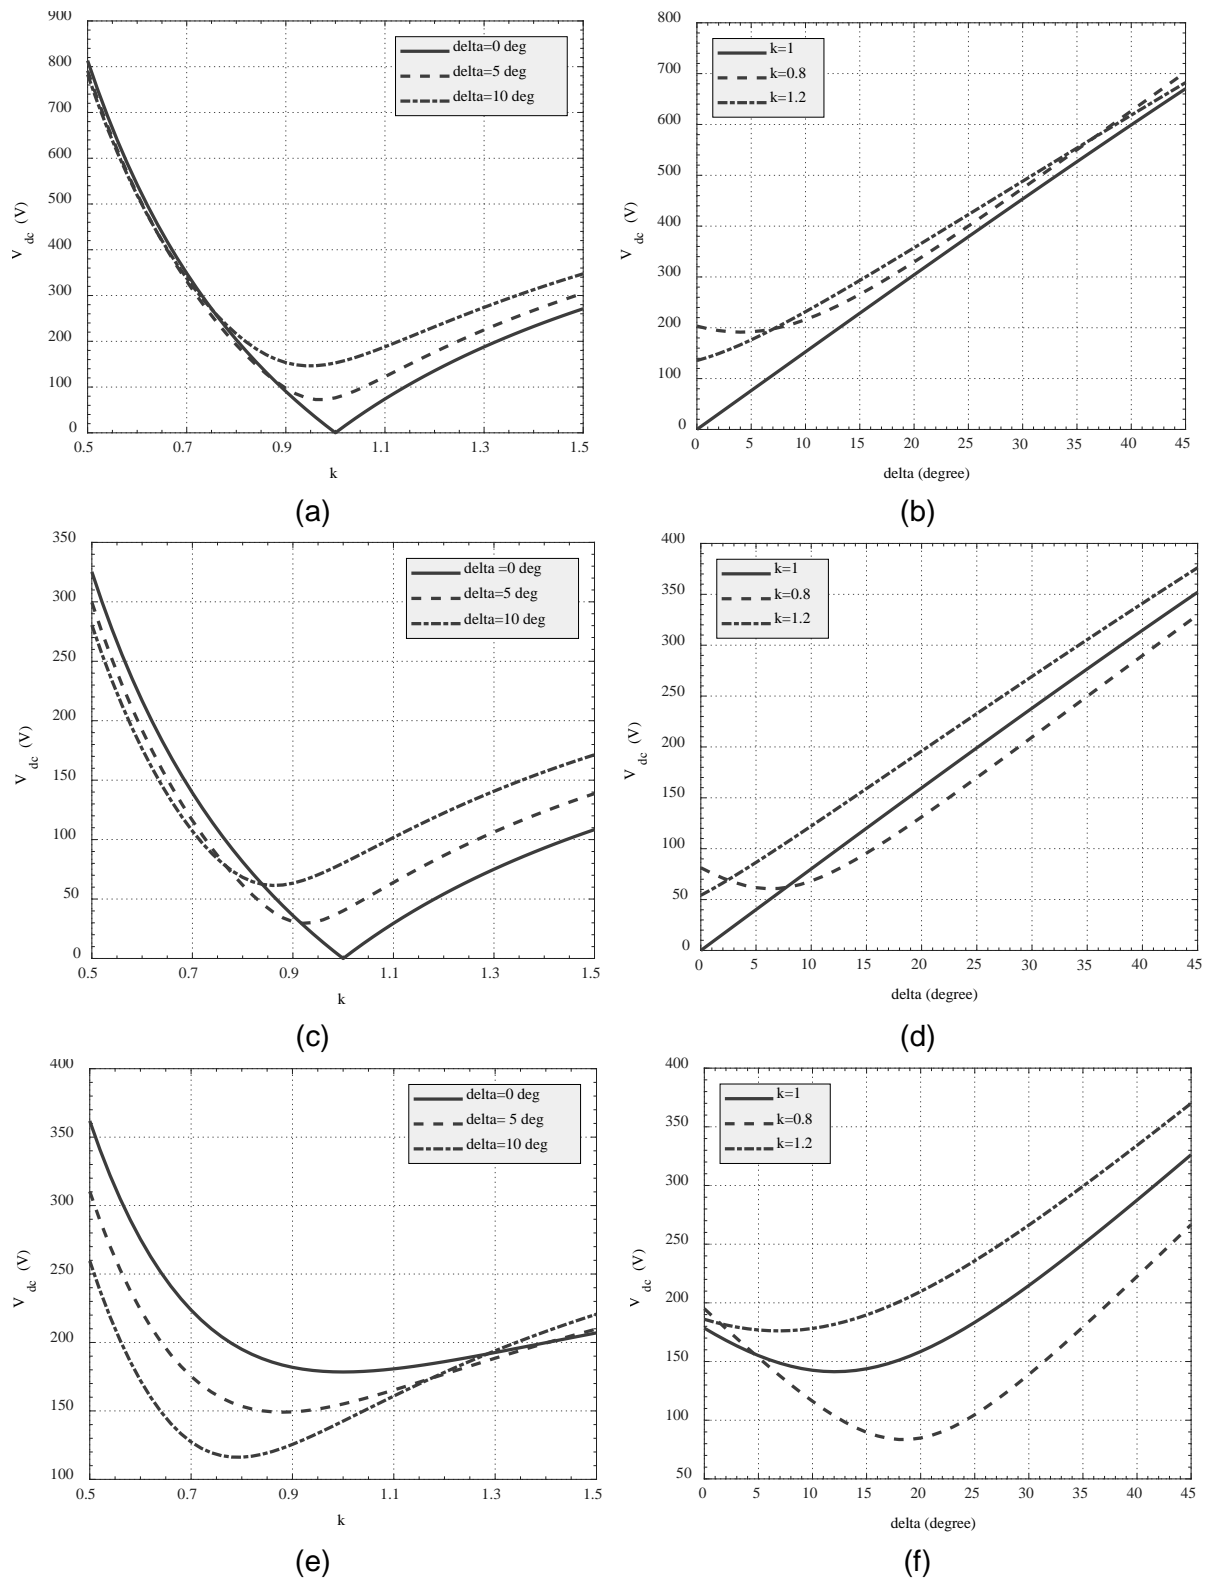 900
800
700
600
500
400
300
200
100
0
0.5 0.7 0.9 1.1 1.3 1.5
V dc (V)
k
delta=0 deg
delta=5 deg
delta=10 deg
(a)
800
700
600
500
400
300
200
100
0
0 5 10 15 20 25 30 35 40 45
V dc (V)
delta (degree)
k=1
k=0.8
k=1.2
(b)
350
300
250
200
150
100
50
0
0.5 0.7 0.9 1.1 1.3 1.5
V dc (V)
k
delta =0 deg
delta=5 deg
delta=10 deg
(c)
400
350
300
250
200
150
100
50
0
0 5 10 15 20 25 30 35 40 45
V dc (V)
delta (degree)
k=1
k=0.8
k=1.2
(d)
400
350
300
250
200
150
100
0.5 0.7 0.9 1.1 1.3 1.5
V dc (V)
k
delta=0 deg
delta= 5 deg
delta=10 deg
(e)
400
350
300
250
200
150
100
50
0 5 10 15 20 25 30 35 40 45
V dc (V)
delta (degree)
k=1
k=0.8
k=1.2
(f)